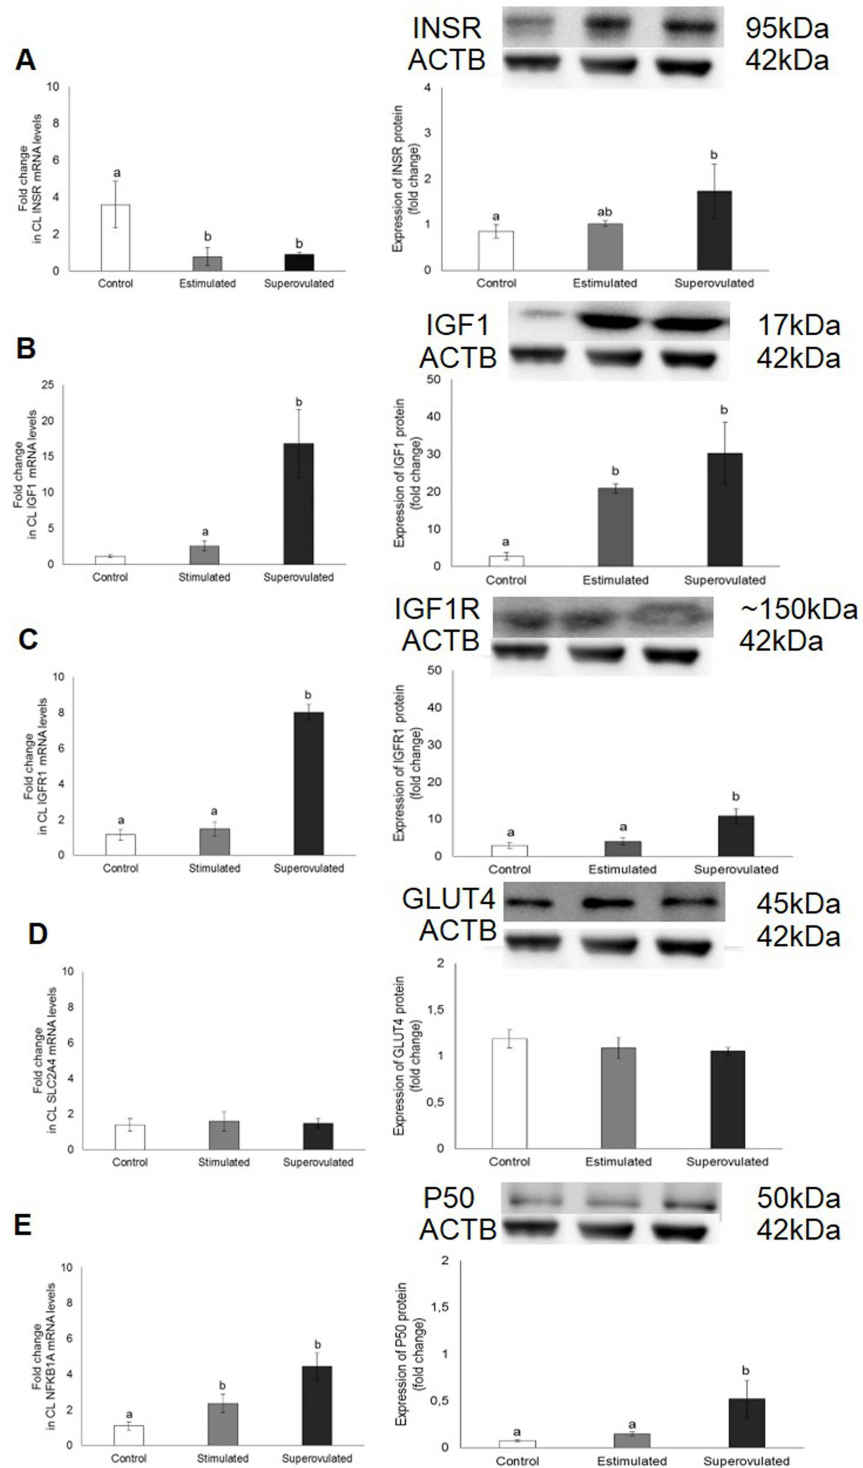 A
INSR 95kDa
ACTB 42kDa
Fold change
in CL INSR mRNA levels
10
8
6
4
2
0
a
b
b
Control Estimulated Superovulated
Expression of INSR protein
(fold change)
4
3
2
1
0
a
ab
b
Control Estimulated Superovulated
B
IGF1 17kDa
ACTB 42kDa
Fold change
in CL IGF1 mRNA levels
25
20
15
10
5
0
a
b
Control Stimulated Superovulated
Expression of IGF1 protein
(fold change)
50
40
30
20
10
0
a
b
b
Control Estimulated Superovulated
C
IGF1R ~150kDa
ACTB 42kDa
Fold change
in CL IGFR1 mRNA levels
10
8
6
4
2
0
a
a
b
Control Stimulated Superovulated
Expression of IGFR1 protein
(fold change)
50
40
30
20
10
0
a
a
b
Control Estimulated Superovulated
D
GLUT4 45kDa
ACTB 42kDa
Fold change
in CL SLC2A4 mRNA levels
10
8
6
4
2
0
Control Stimulated Superovulated
Expression of GLUT4 protein
(fold change)
2
1,5
1
0,5
0
Control Estimulated Superovulated
E
P50 50kDa
ACTB 42kDa
Fold change
in CL NFKB1A mRNA levels
10
8
6
4
2
0
a
b
b
Control Stimulated Superovulated
Expression of P50 protein
(fold change)
2
1,5
1
0,5
0
a
a
b
Control Estimulated Superovulated